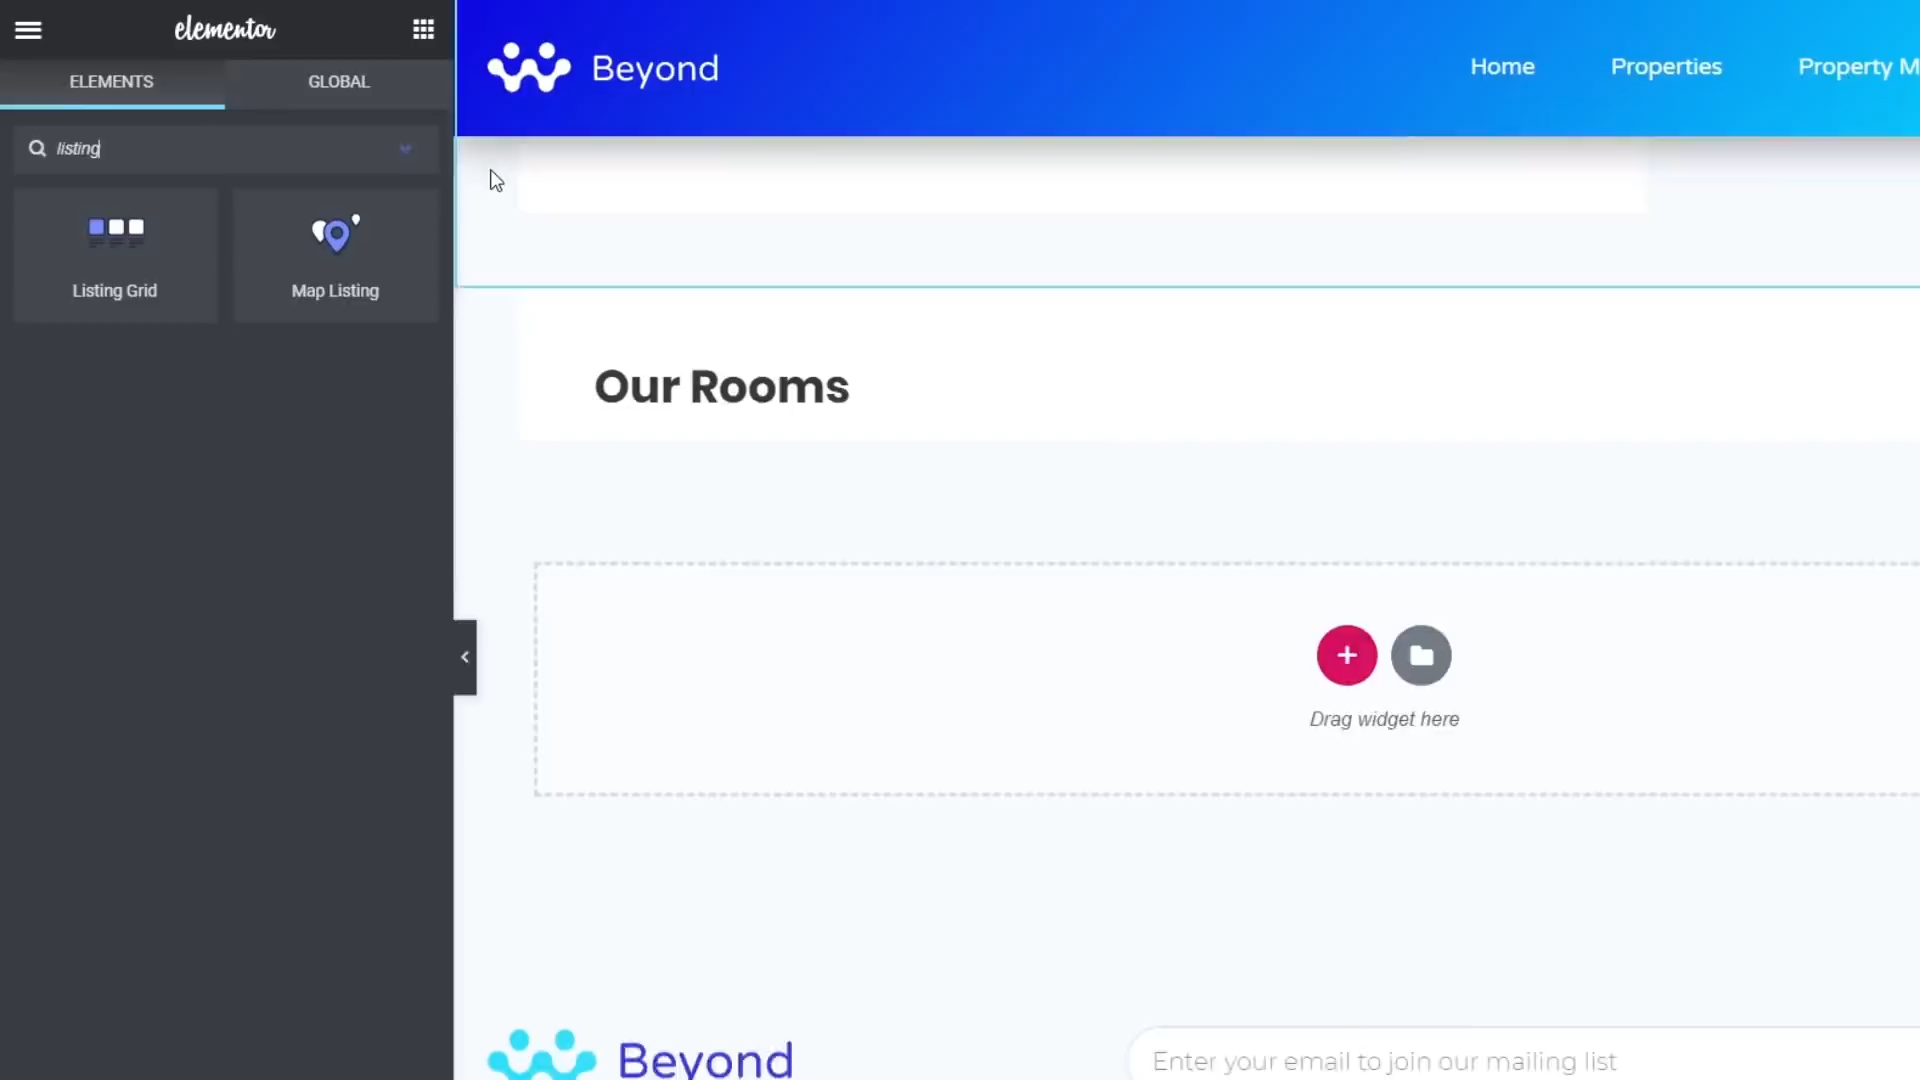 elementor
ELEMENTS
GLOBAL
listing
Listing Grid
Map Listing
Beyond
Home
Properties
Property M
Our Rooms
Drag widget here
Beyond
Enter your email to join our mailing list